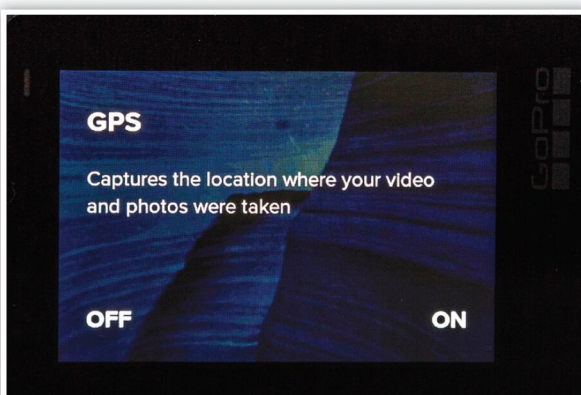 GPS
Captures the location where your video
and photos were taken
OFF
ON
GoPro